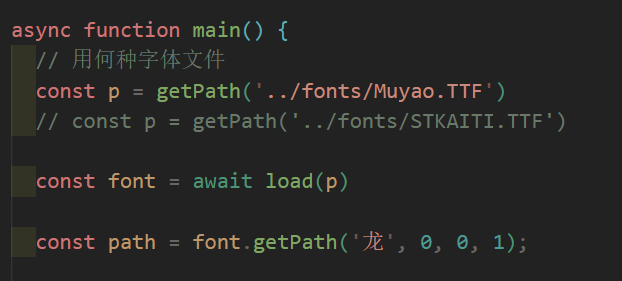 async function main() {
// 用何种字体文件
const p = getPath('../fonts/Muyao.TTF')
// const p = getPath('../fonts/STKAITI.TTF')
const font = await load(p)
const path = font.getPath('龙', 0, 0, 1);